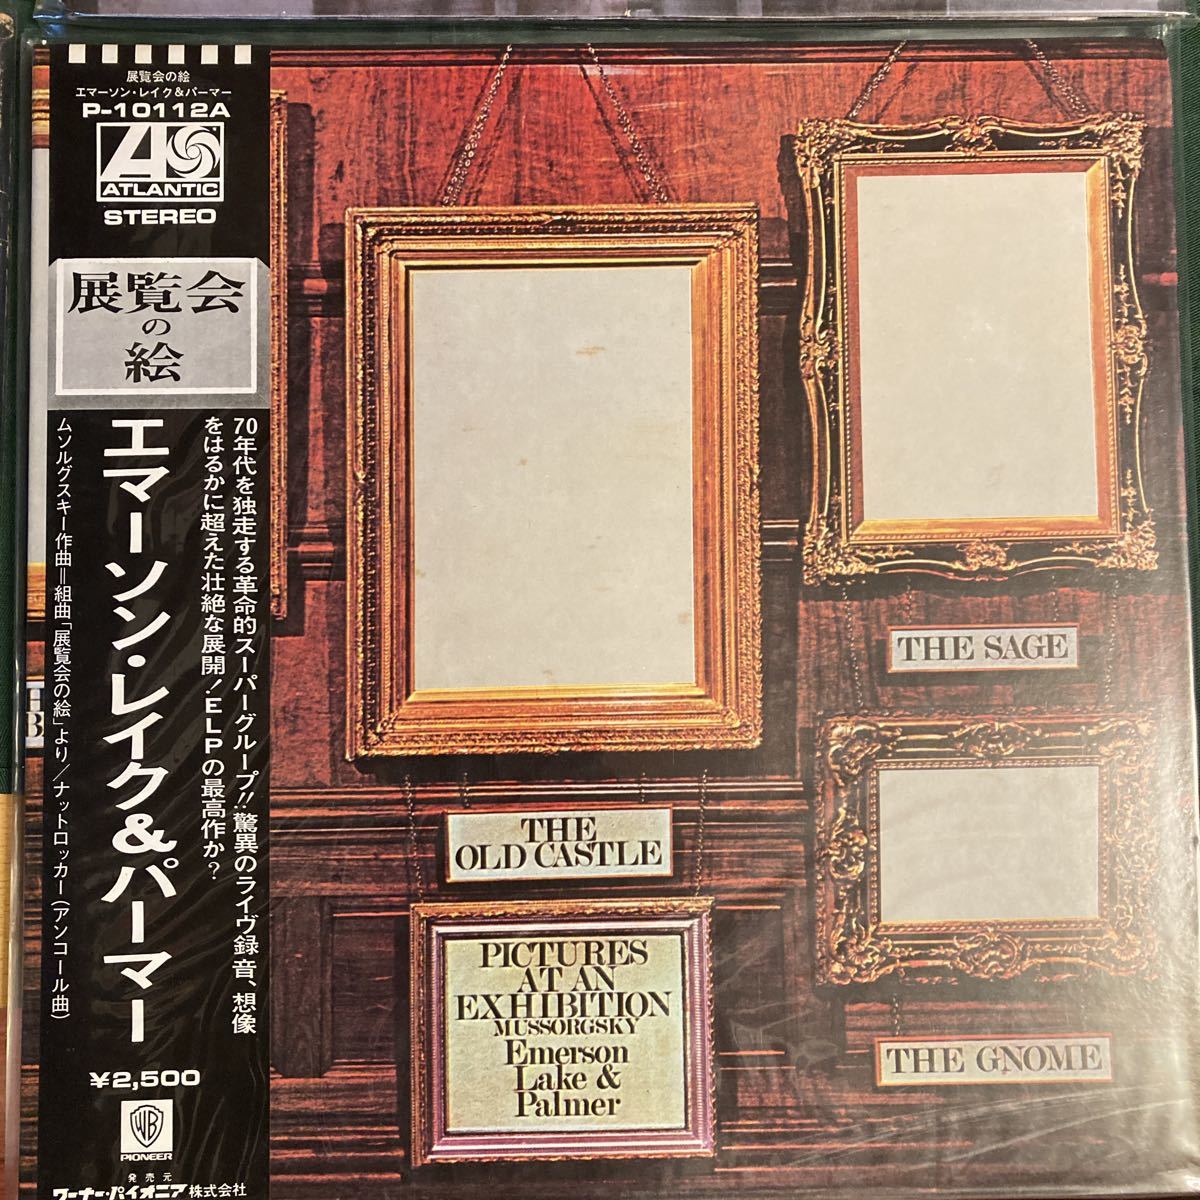 展覧会の絵
エマーソン・レイク&パーマー
P-10112A
ATLANTIC
STEREO
展覧会
の
絵
70年代を独走する革命的スーパーグループ!!驚異のライヴ録音、想像
をはるかに超えた壮絶な展開!ELPの最高作か?
エマーソン・レイク&パーマー
ムソルグスキー作曲=組曲「展覧会の絵」より/ナットロッカー(アンコール曲)
¥2,500
WB
PIONEER
発売元
ワーナー・パイオニア株式会社
THE SAGE
THE
OLD CASTLE
PICTURES
AT AN
EXHIBITION
MUSSORGSKY
Emerson
Lake &
Palmer
THE GNOME